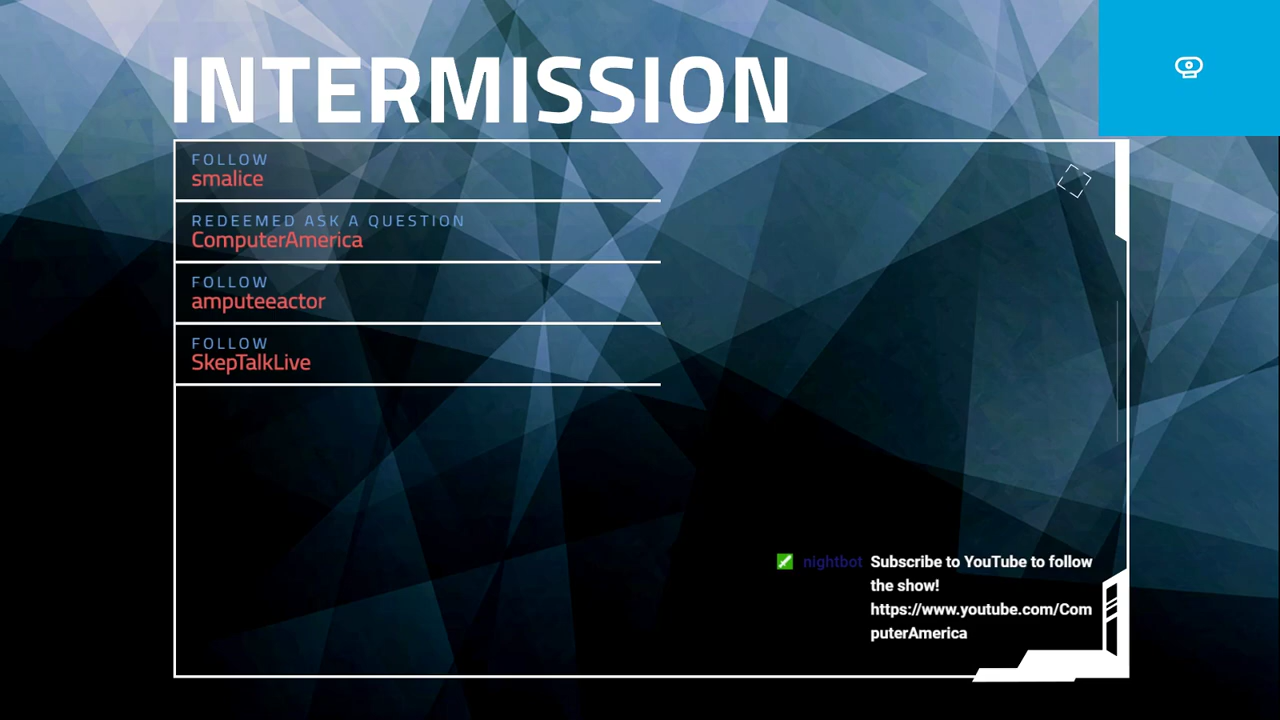 INTERMISSION
FOLLOW
smalice
REDEEMED ASK A QUESTION
ComputerAmerica
FOLLOW
amputeeactor
FOLLOW
SkepTalkLive
nightbot Subscribe to YouTube to follow
the show!
https://www.youtube.com/Com
puterAmerica